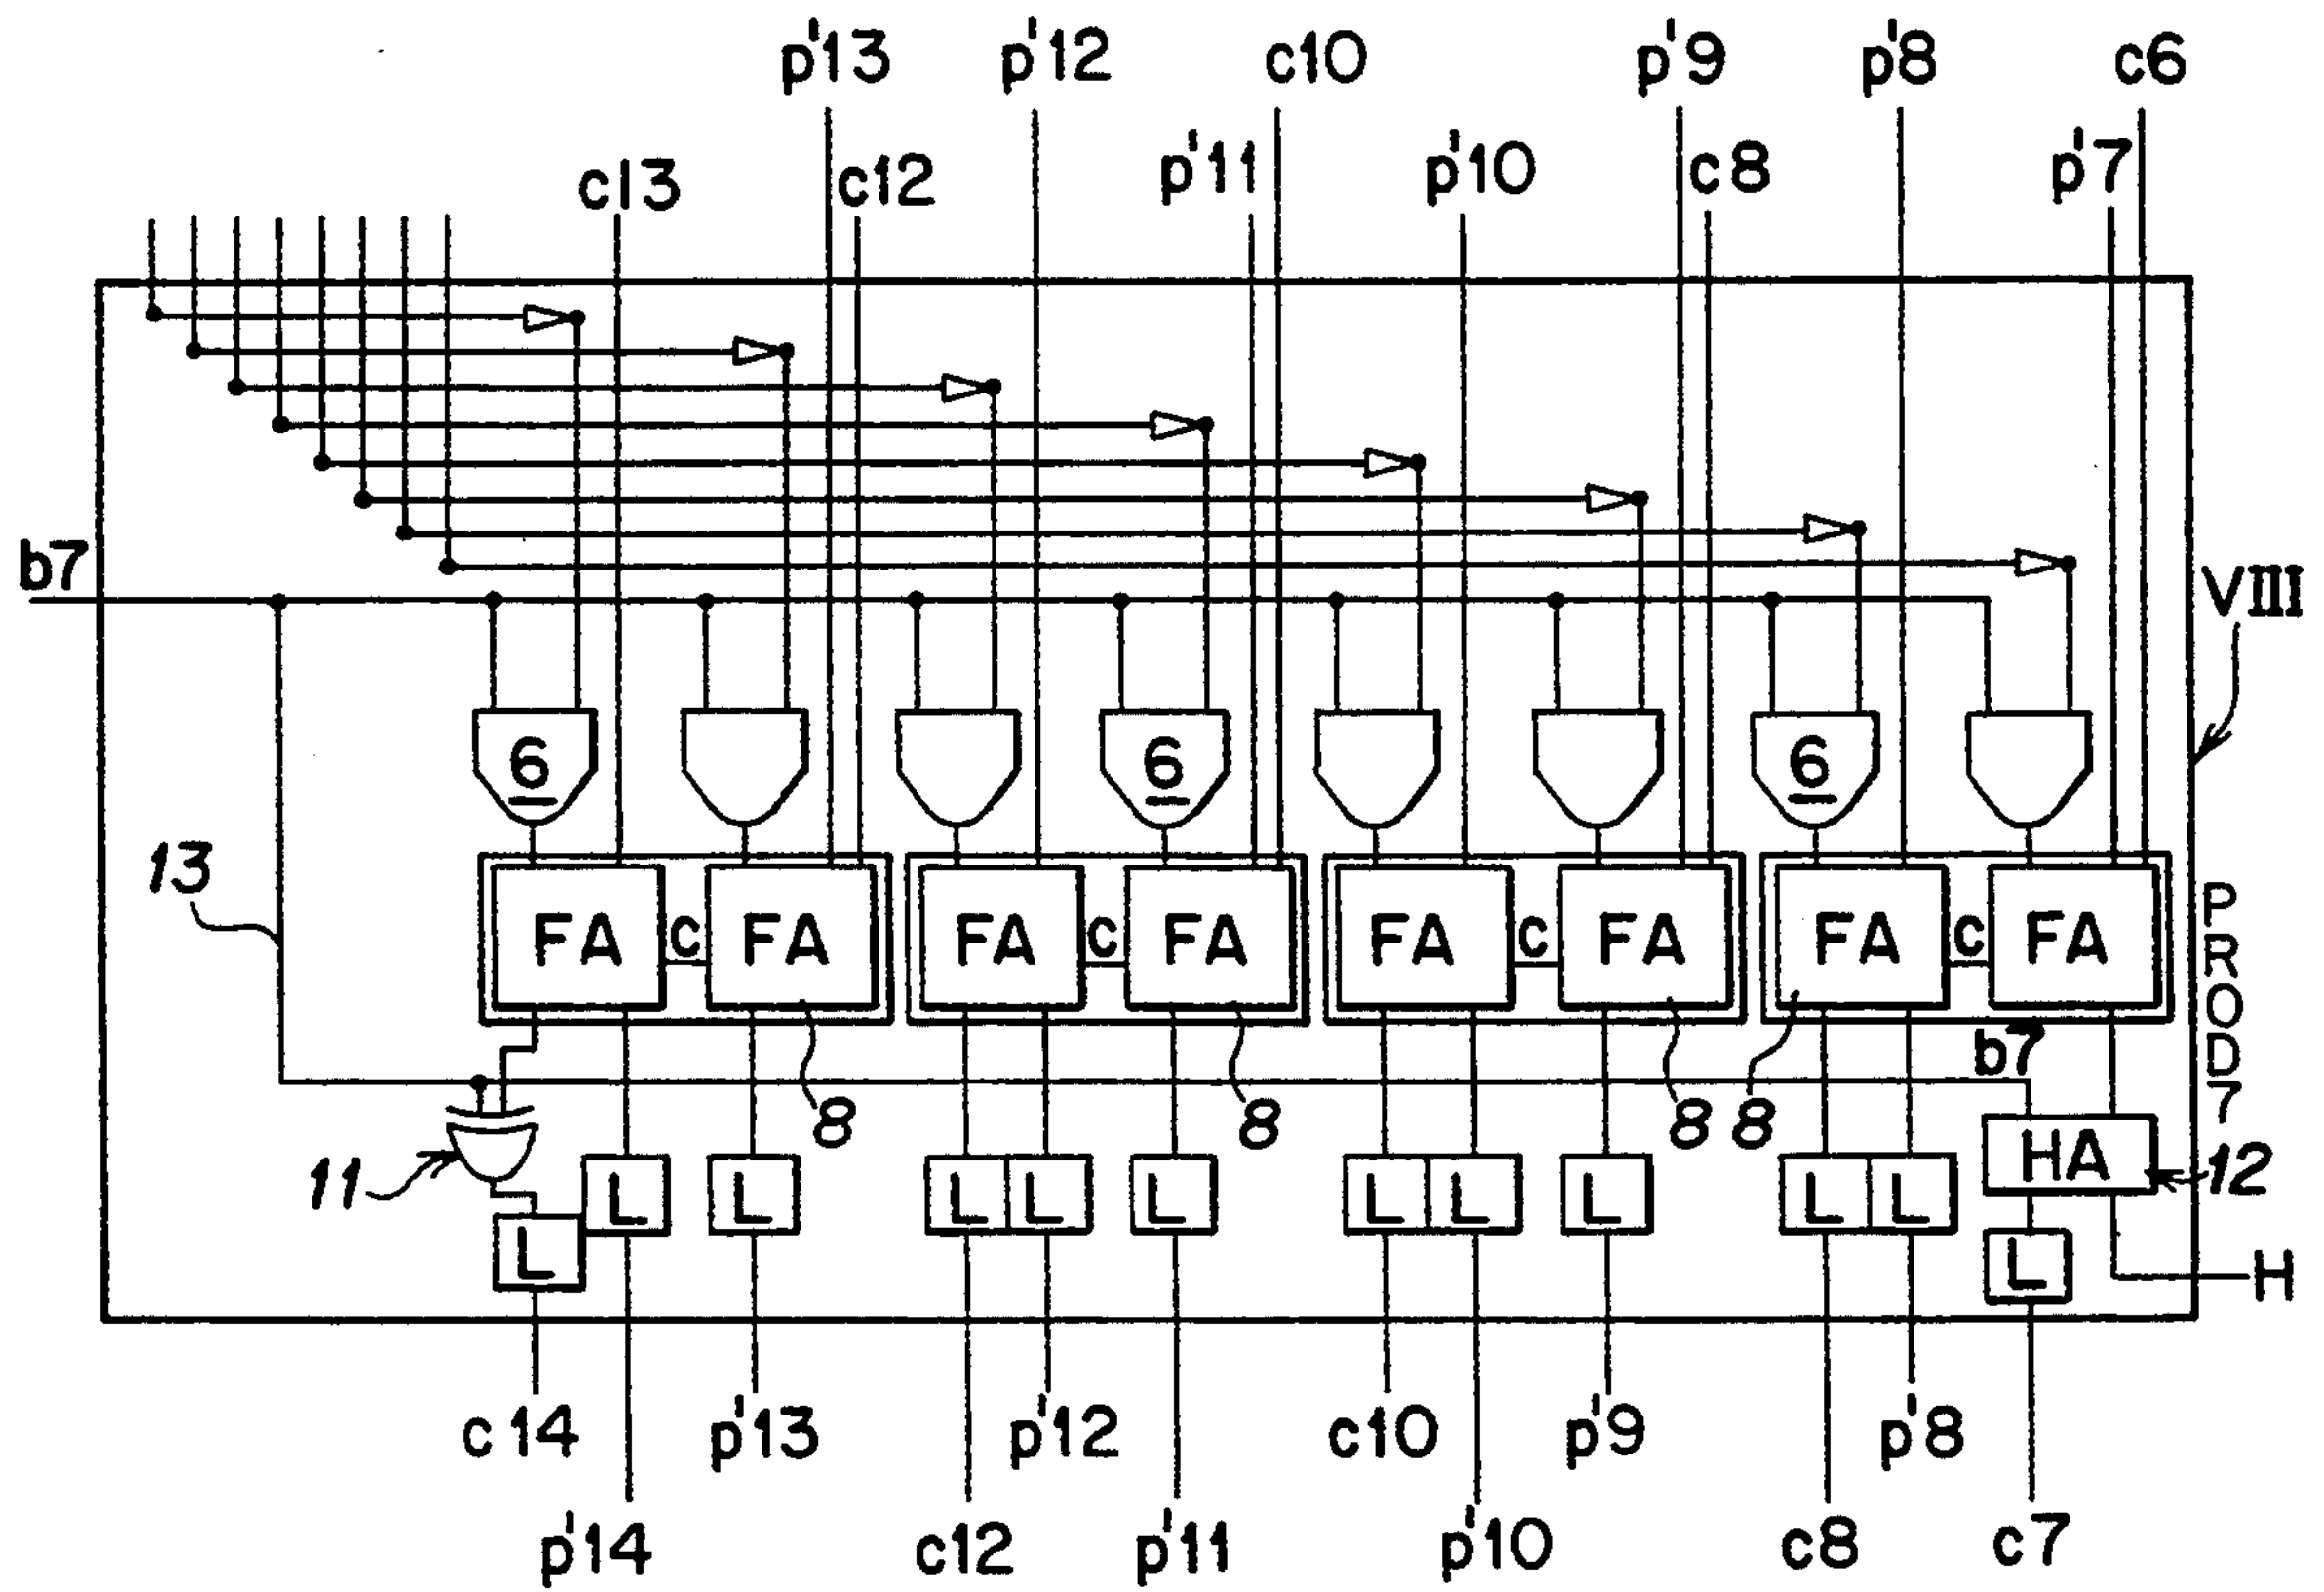 p'13 p'12 c10 p'9 p'8 c6
c13 c12 p'11 p'10 c8 p'7
b7
VIII
6 6 6
13
FA C FA FA C FA FA C FA FA C FA
PROD7
b7
8 8 8 8
11 L L L L L L L L L HA 12
L L
H
c14 p'13 p'12 c10 p'9 p'8
p'14 c12 p'11 p'10 c8 c7